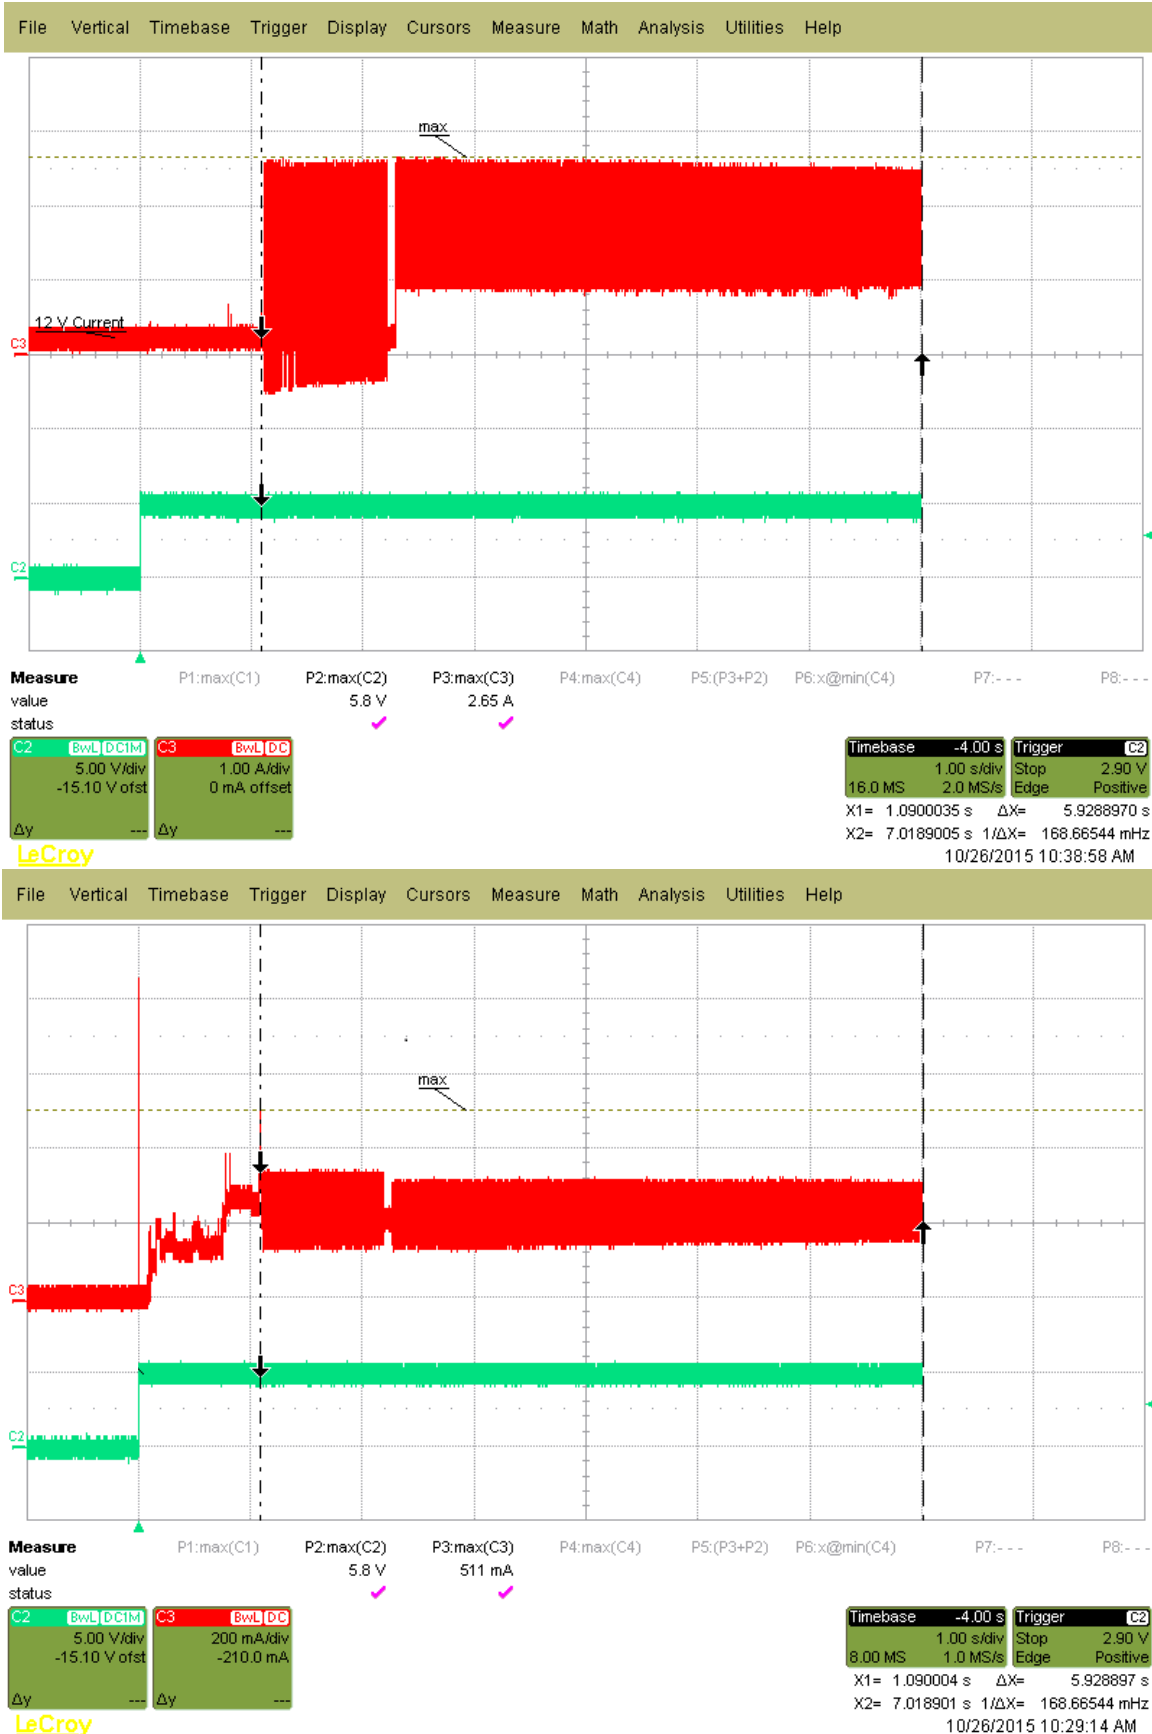 File Vertical Timebase Trigger Display Cursors Measure Math Analysis Utilities Help
max
12 V Current
C3
C2
Measure P1:max(C1) P2:max(C2) P3:max(C3) P4:max(C4) P5:(P3+P2) P6:x@min(C4) P7:- - - P8:- - -
value 5.8 V 2.65 A
status
C2 BwL DC1M C3 BwL DC Timebase -4.00 s Trigger C2
5.00 V/div 1.00 A/div 1.00 s/div Stop 2.90 V
-15.10 V ofst 0 mA offset 16.0 MS 2.0 MS/s Edge Positive
X1= 1.0900035 s ΔX= 5.9288970 s
Δy --- Δy --- X2= 7.0189005 s 1/ΔX= 168.66544 mHz
LeCroy 10/26/2015 10:38:58 AM
File Vertical Timebase Trigger Display Cursors Measure Math Analysis Utilities Help
max
C3
C2
Measure P1:max(C1) P2:max(C2) P3:max(C3) P4:max(C4) P5:(P3+P2) P6:x@min(C4) P7:- - - P8:- - -
value 5.8 V 511 mA
status
C2 BwL DC1M C3 BwL DC Timebase -4.00 s Trigger C2
5.00 V/div 200 mA/div 1.00 s/div Stop 2.90 V
-15.10 V ofst -210.0 mA 8.00 MS 1.0 MS/s Edge Positive
X1= 1.090004 s ΔX= 5.928897 s
Δy --- Δy --- X2= 7.018901 s 1/ΔX= 168.66544 mHz
LeCroy 10/26/2015 10:29:14 AM